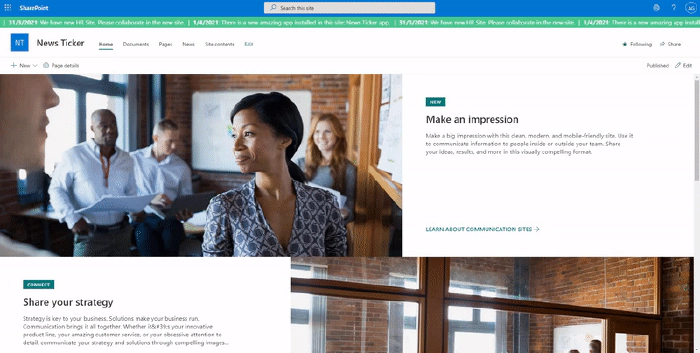 SharePoint
Search this site
AG
11/5/2021: We have new HR Site. Please collaborate in the new site. | 1/4/2021: There is a new amazing app installed in this site: News Ticker app. | 31/5/2021: We have new HR Site. Please collaborate in the new site. | 1/4/2021: There is a new amazing app install
NT
News Ticker
Home
Documents
Pages
News
Site contents
Edit
Following
Share
New
Page details
Published
Edit
NEW
Make an impression
Make a big impression with this clean, modern, and mobile-friendly site. Use it
to communicate information to people inside or outside your team. Share
your ideas, results, and more in this visually compelling format.
LEARN ABOUT COMMUNICATION SITES
CONNECT
Share your strategy
Strategy is key to your business. Solutions make your business run.
Communication brings it all together. Whether it&#39;s your innovative
product line, your amazing customer service, or your obsessive attention to
detail, communicate your strategy and solutions through compelling images...